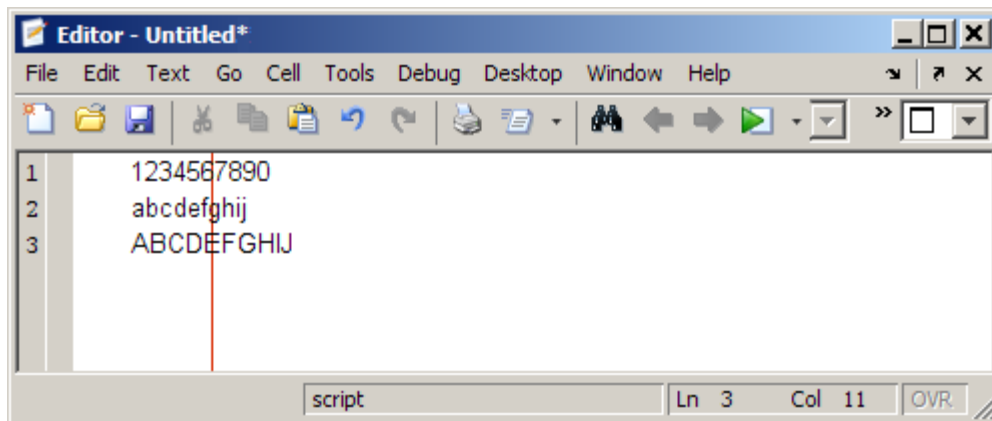 Editor - Untitled*
File Edit Text Go Cell Tools Debug Desktop Window Help
»
1 1234567890
2 abcdefghij
3 ABCDEFGHIJ
script Ln 3 Col 11 OVR